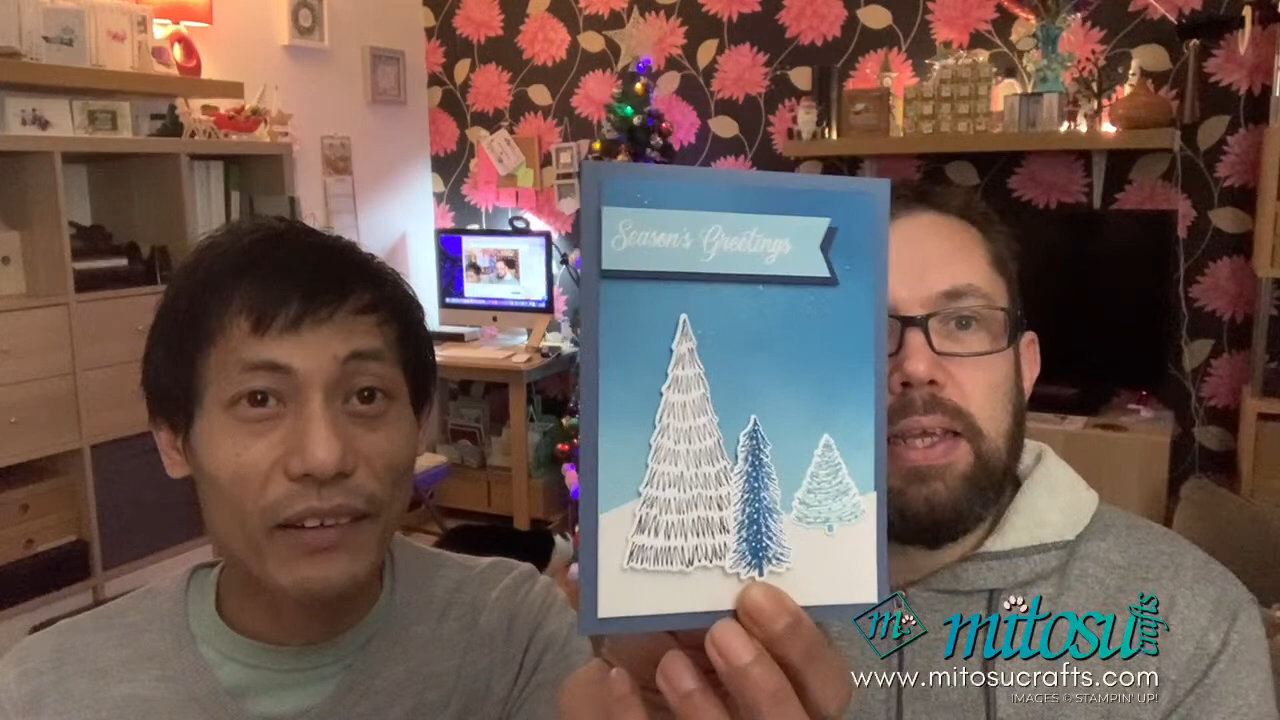 Season's Greetings
m.
mitosu crafts
www.mitosucrafts.com
IMAGES © STAMPIN' UP!